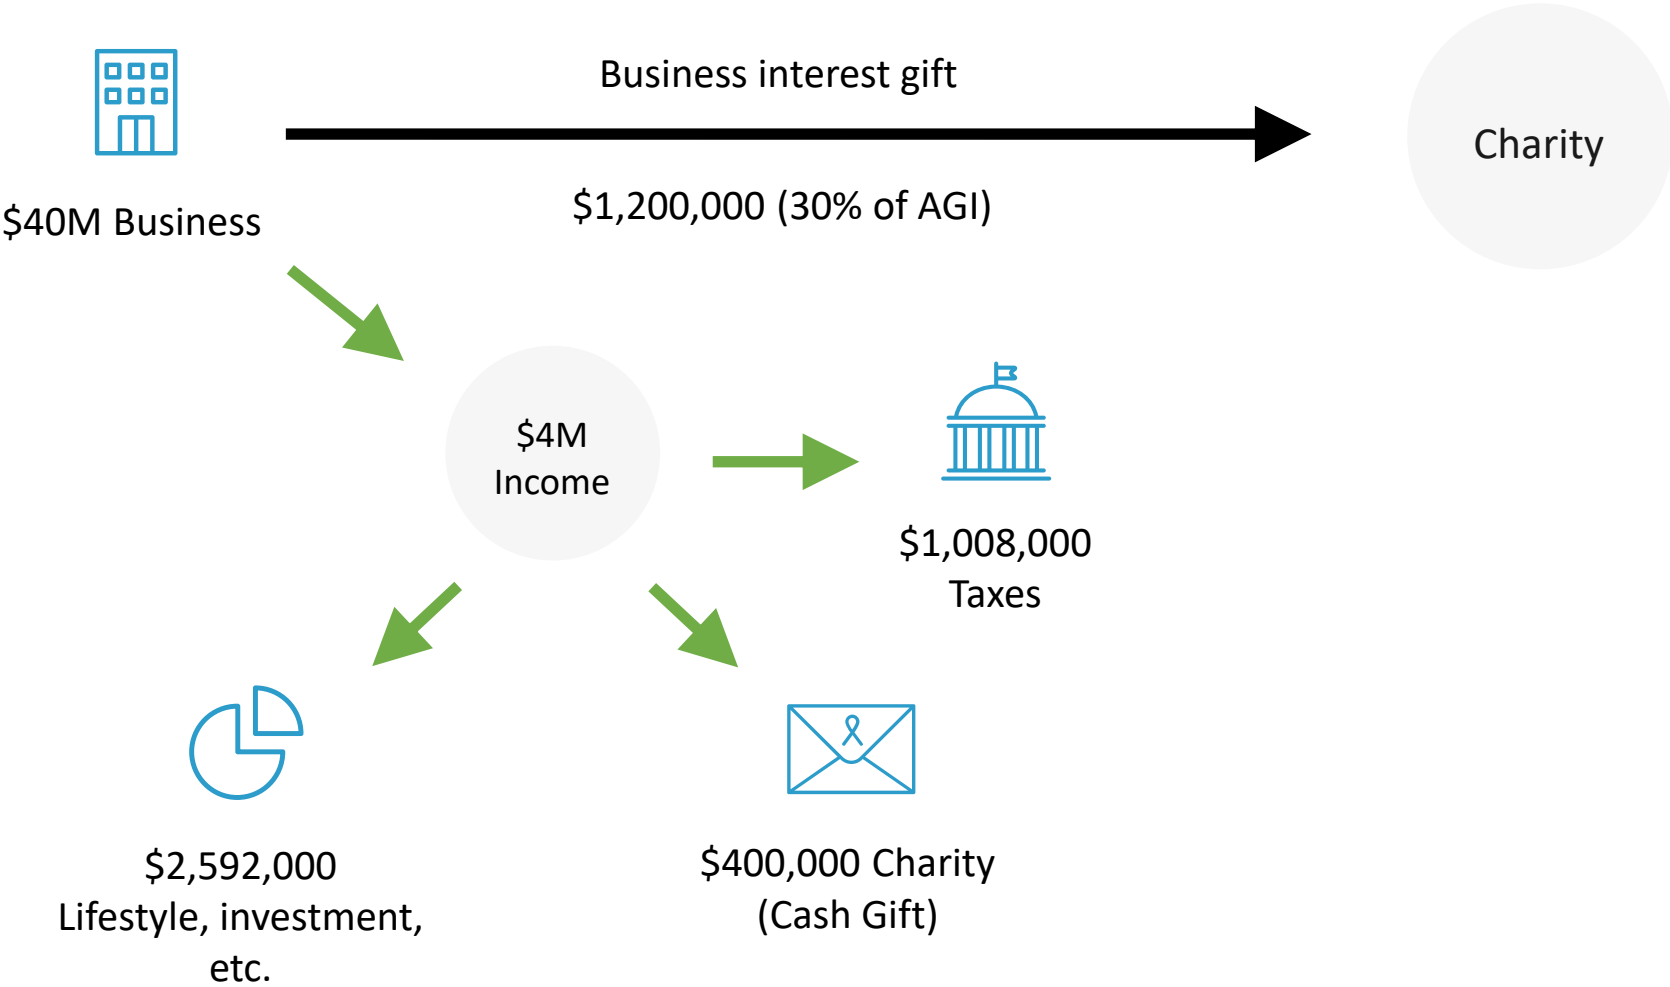 Business interest gift
Charity
$40M Business
$1,200,000 (30% of AGI)
$4M
Income
$1,008,000
Taxes
$2,592,000
Lifestyle, investment,
etc.
$400,000 Charity
(Cash Gift)